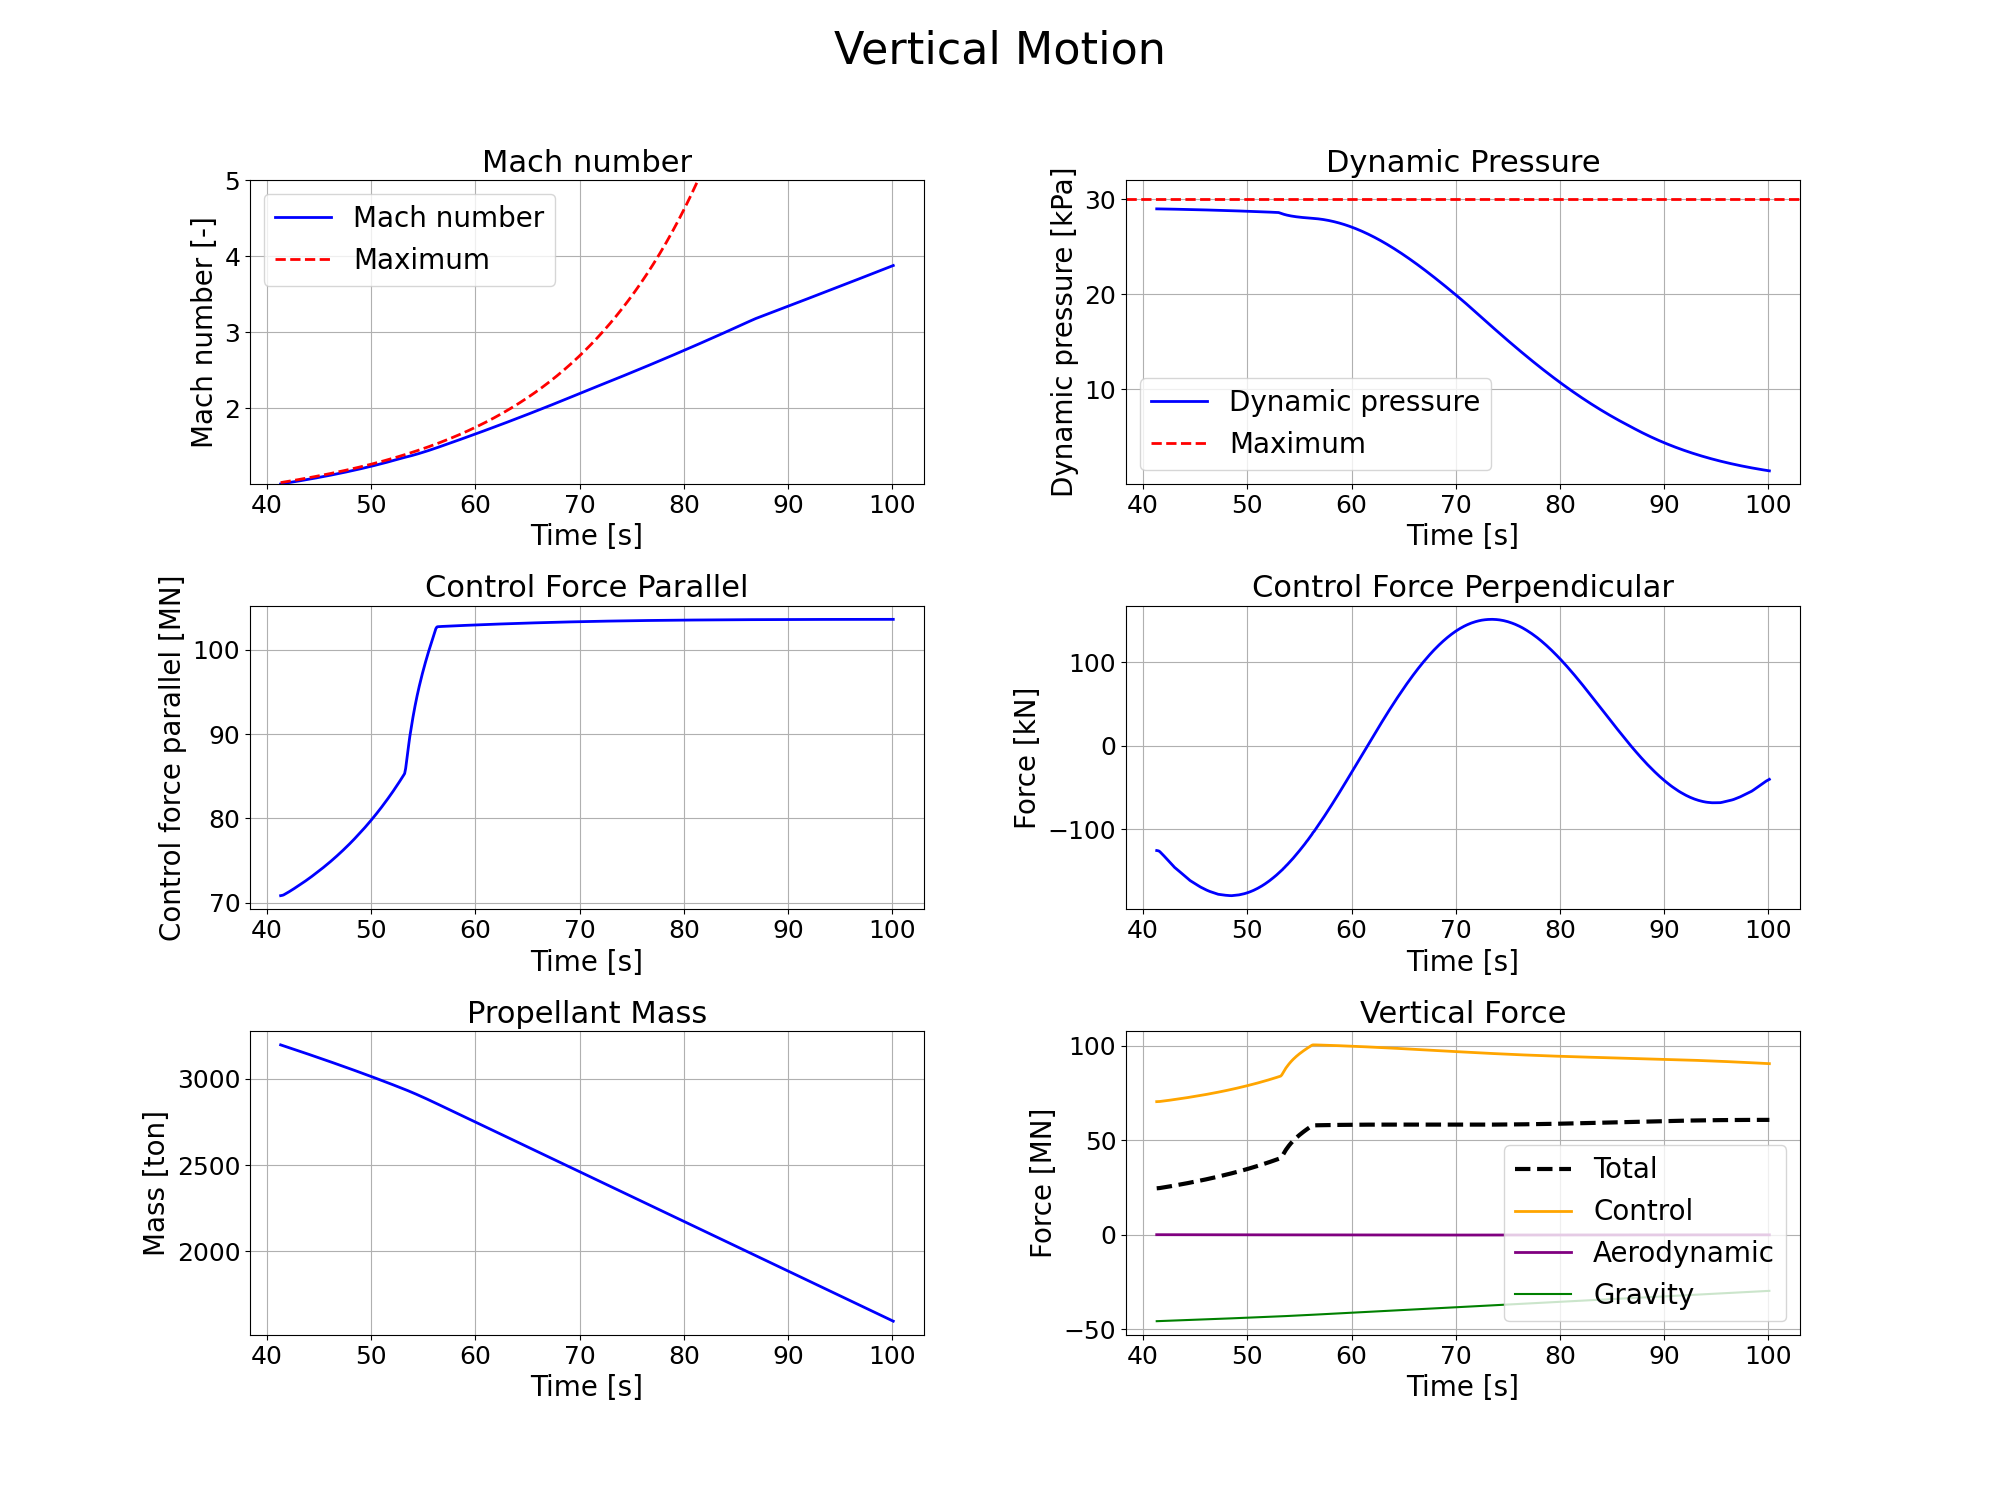 Vertical Motion
Mach number
Mach number [-]
5
4
3
2
Mach number
Maximum
40 50 60 70 80 90 100
Time [s]
Dynamic Pressure
Dynamic pressure [kPa]
30
20
10
Dynamic pressure
Maximum
40 50 60 70 80 90 100
Time [s]
Control Force Parallel
Control force parallel [MN]
100
90
80
70
40 50 60 70 80 90 100
Time [s]
Control Force Perpendicular
Force [kN]
100
0
−100
40 50 60 70 80 90 100
Time [s]
Propellant Mass
Mass [ton]
3000
2500
2000
40 50 60 70 80 90 100
Time [s]
Vertical Force
Force [MN]
100
50
0
−50
Total
Control
Aerodynamic
Gravity
40 50 60 70 80 90 100
Time [s]